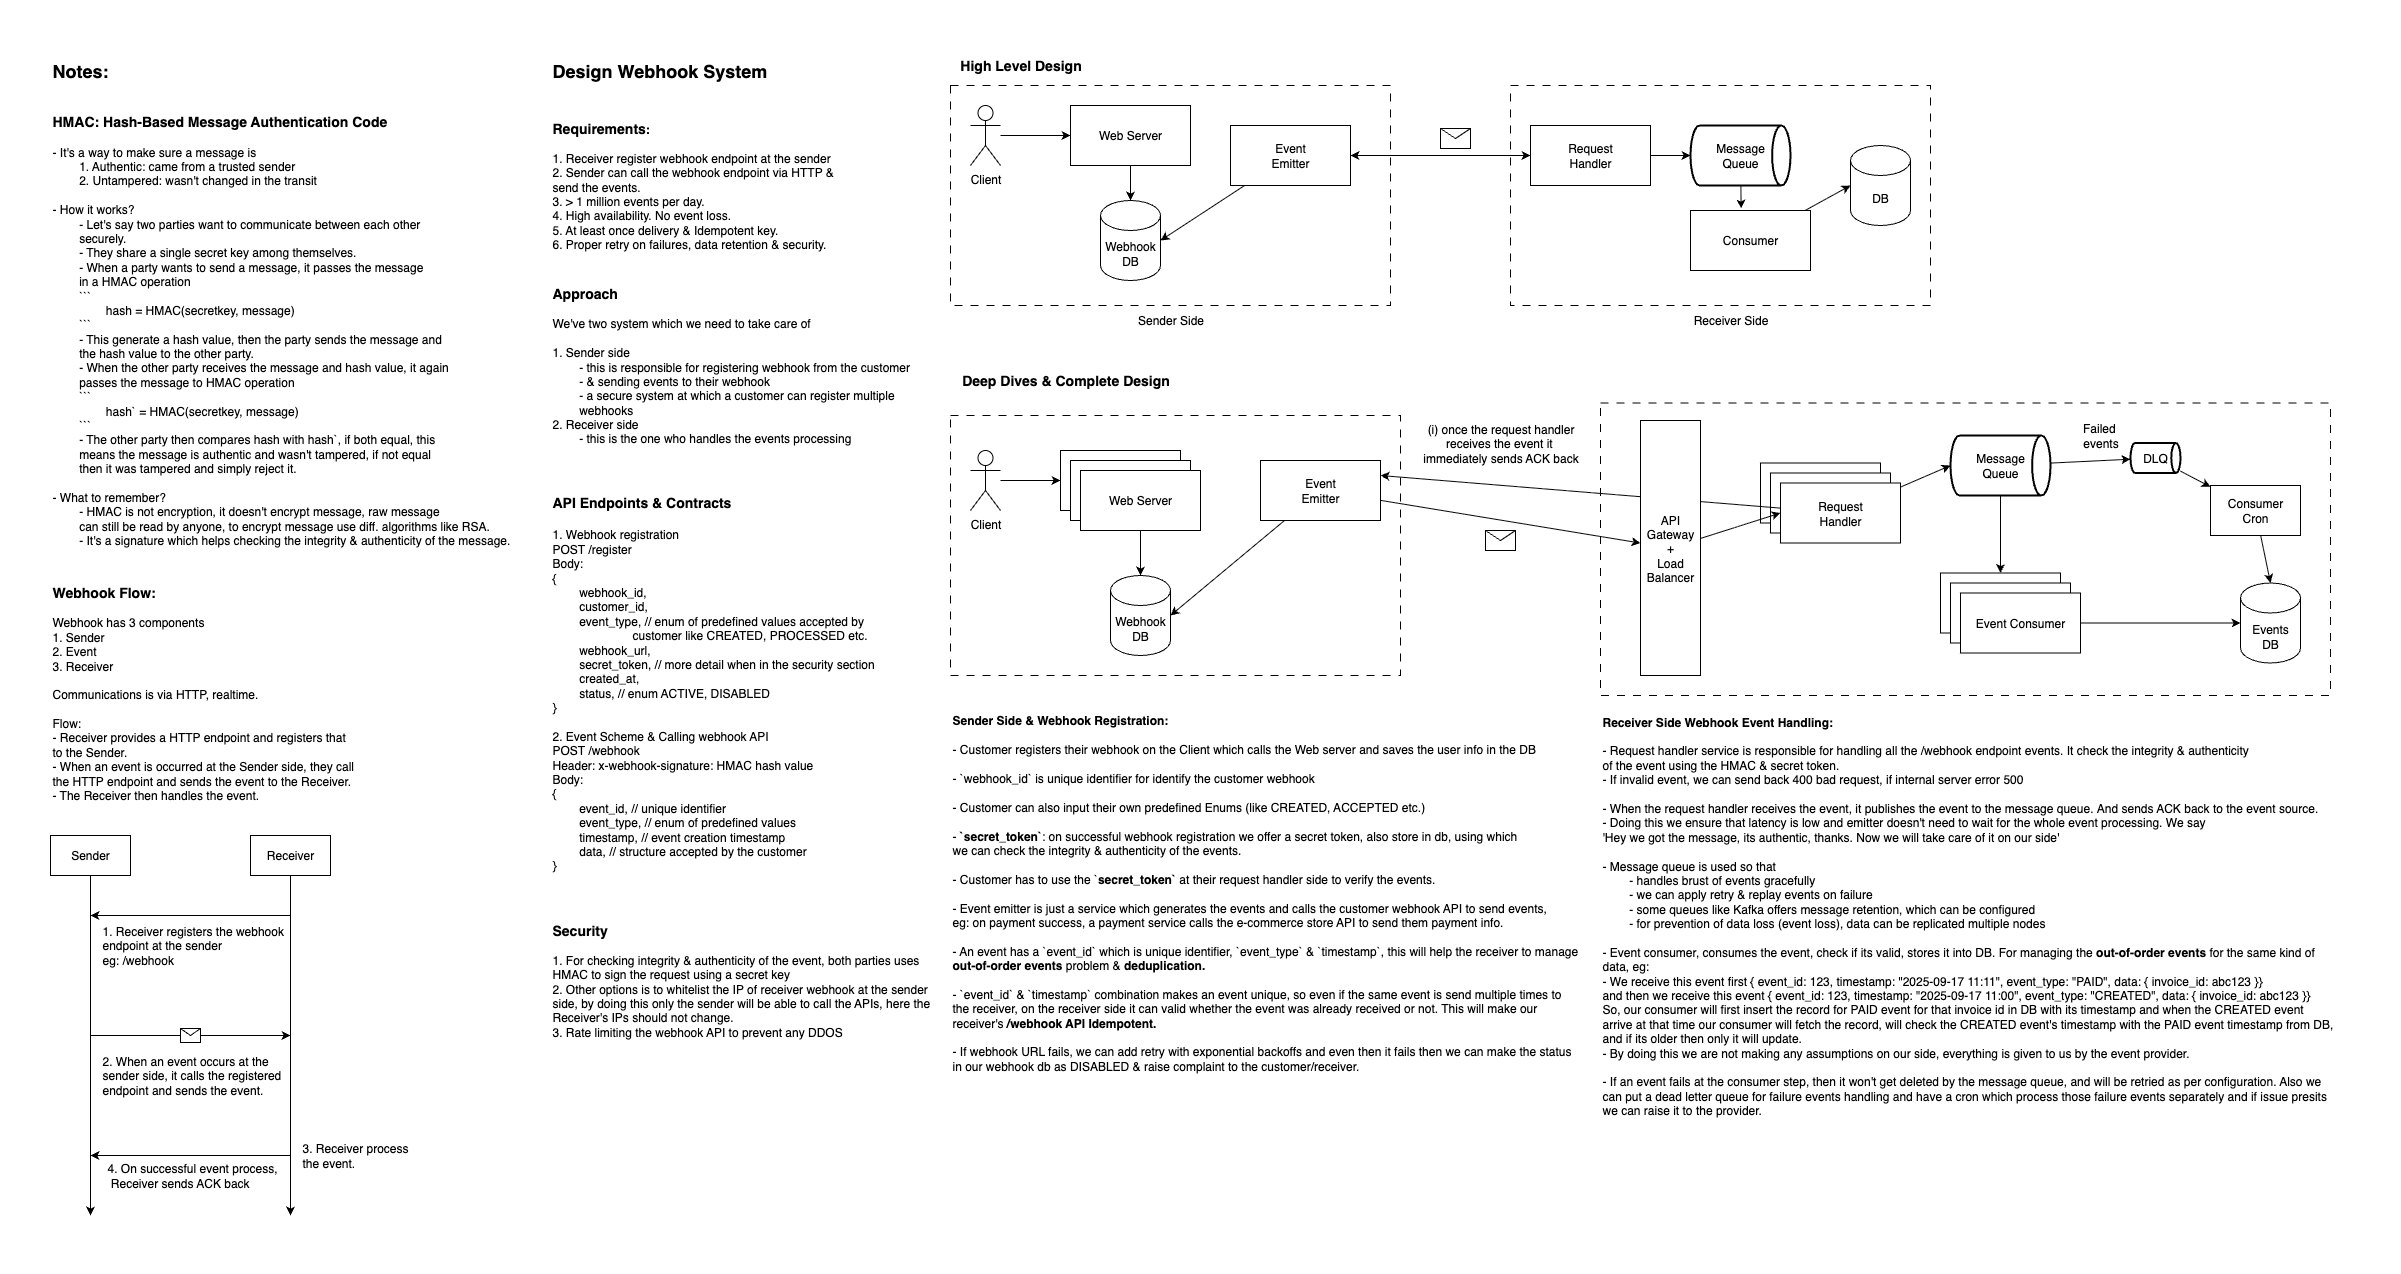 Notes:
HMAC: Hash-Based Message Authentication Code
- It's a way to make sure a message is
1. Authentic: came from a trusted sender
2. Untampered: wasn't changed in the transit
- How it works?
- Let's say two parties want to communicate between each other
securely.
- They share a single secret key among themselves.
- When a party wants to send a message, it passes the message
in a HMAC operation
```
hash = HMAC(secretkey, message)
```
- This generate a hash value, then the party sends the message and
the hash value to the other party.
- When the other party receives the message and hash value, it again
passes the message to HMAC operation
```
hash` = HMAC(secretkey, message)
```
- The other party then compares hash with hash`, if both equal, this
means the message is authentic and wasn't tampered, if not equal
then it was tampered and simply reject it.
- What to remember?
- HMAC is not encryption, it doesn't encrypt message, raw message
can still be read by anyone, to encrypt message use diff. algorithms like RSA.
- It's a signature which helps checking the integrity & authenticity of the message.
Webhook Flow:
Webhook has 3 components
1. Sender
2. Event
3. Receiver
Communications is via HTTP, realtime.
Flow:
- Receiver provides a HTTP endpoint and registers that
to the Sender.
- When an event is occurred at the Sender side, they call
the HTTP endpoint and sends the event to the Receiver.
- The Receiver then handles the event.
Sender
Receiver
1. Receiver registers the webhook
endpoint at the sender
eg: /webhook
2. When an event occurs at the
sender side, it calls the registered
endpoint and sends the event.
3. Receiver process
the event.
4. On successful event process,
Receiver sends ACK back
Design Webhook System
Requirements:
1. Receiver register webhook endpoint at the sender
2. Sender can call the webhook endpoint via HTTP &
send the events.
3. > 1 million events per day.
4. High availability. No event loss.
5. At least once delivery & Idempotent key.
6. Proper retry on failures, data retention & security.
Approach
We've two system which we need to take care of
1. Sender side
- this is responsible for registering webhook from the customer
- & sending events to their webhook
- a secure system at which a customer can register multiple
webhooks
2. Receiver side
- this is the one who handles the events processing
API Endpoints & Contracts
1. Webhook registration
POST /register
Body:
{
webhook_id,
customer_id,
event_type, // enum of predefined values accepted by
customer like CREATED, PROCESSED etc.
webhook_url,
secret_token, // more detail when in the security section
created_at,
status, // enum ACTIVE, DISABLED
}
2. Event Scheme & Calling webhook API
POST /webhook
Header: x-webhook-signature: HMAC hash value
Body:
{
event_id, // unique identifier
event_type, // enum of predefined values
timestamp, // event creation timestamp
data, // structure accepted by the customer
}
Security
1. For checking integrity & authenticity of the event, both parties uses
HMAC to sign the request using a secret key
2. Other options is to whitelist the IP of receiver webhook at the sender
side, by doing this only the sender will be able to call the APIs, here the
Receiver's IPs should not change.
3. Rate limiting the webhook API to prevent any DDOS
High Level Design
Client
Web Server
Webhook
DB
Event
Emitter
Sender Side
Request
Handler
Message
Queue
Consumer
DB
Receiver Side
Deep Dives & Complete Design
Client
Web Server
Webhook
DB
Event
Emitter
(i) once the request handler
receives the event it
immediately sends ACK back
API
Gateway
+
Load
Balancer
Request
Handler
Message
Queue
Failed
events
DLQ
Consumer
Cron
Event Consumer
Events
DB
Sender Side & Webhook Registration:
- Customer registers their webhook on the Client which calls the Web server and saves the user info in the DB
- `webhook_id` is unique identifier for identify the customer webhook
- Customer can also input their own predefined Enums (like CREATED, ACCEPTED etc.)
- `secret_token`: on successful webhook registration we offer a secret token, also store in db, using which
we can check the integrity & authenticity of the events.
- Customer has to use the `secret_token` at their request handler side to verify the events.
- Event emitter is just a service which generates the events and calls the customer webhook API to send events,
eg: on payment success, a payment service calls the e-commerce store API to send them payment info.
- An event has a `event_id` which is unique identifier, `event_type` & `timestamp`, this will help the receiver to manage
out-of-order events problem & deduplication.
- `event_id` & `timestamp` combination makes an event unique, so even if the same event is send multiple times to
the receiver, on the receiver side it can valid whether the event was already received or not. This will make our
receiver's /webhook API Idempotent.
- If webhook URL fails, we can add retry with exponential backoffs and even then it fails then we can make the status
in our webhook db as DISABLED & raise complaint to the customer/receiver.
Receiver Side Webhook Event Handling:
- Request handler service is responsible for handling all the /webhook endpoint events. It check the integrity & authenticity
of the event using the HMAC & secret token.
- If invalid event, we can send back 400 bad request, if internal server error 500
- When the request handler receives the event, it publishes the event to the message queue. And sends ACK back to the event source.
- Doing this we ensure that latency is low and emitter doesn't need to wait for the whole event processing. We say
'Hey we got the message, its authentic, thanks. Now we will take care of it on our side'
- Message queue is used so that
- handles brust of events gracefully
- we can apply retry & replay events on failure
- some queues like Kafka offers message retention, which can be configured
- for prevention of data loss (event loss), data can be replicated multiple nodes
- Event consumer, consumes the event, check if its valid, stores it into DB. For managing the out-of-order events for the same kind of
data, eg:
- We receive this event first { event_id: 123, timestamp: "2025-09-17 11:11", event_type: "PAID", data: { invoice_id: abc123 }}
and then we receive this event { event_id: 123, timestamp: "2025-09-17 11:00", event_type: "CREATED", data: { invoice_id: abc123 }}
So, our consumer will first insert the record for PAID event for that invoice id in DB with its timestamp and when the CREATED event
arrive at that time our consumer will fetch the record, will check the CREATED event's timestamp with the PAID event timestamp from DB,
and if its older then only it will update.
- By doing this we are not making any assumptions on our side, everything is given to us by the event provider.
- If an event fails at the consumer step, then it won't get deleted by the message queue, and will be retried as per configuration. Also we
can put a dead letter queue for failure events handling and have a cron which process those failure events separately and if issue presits
we can raise it to the provider.